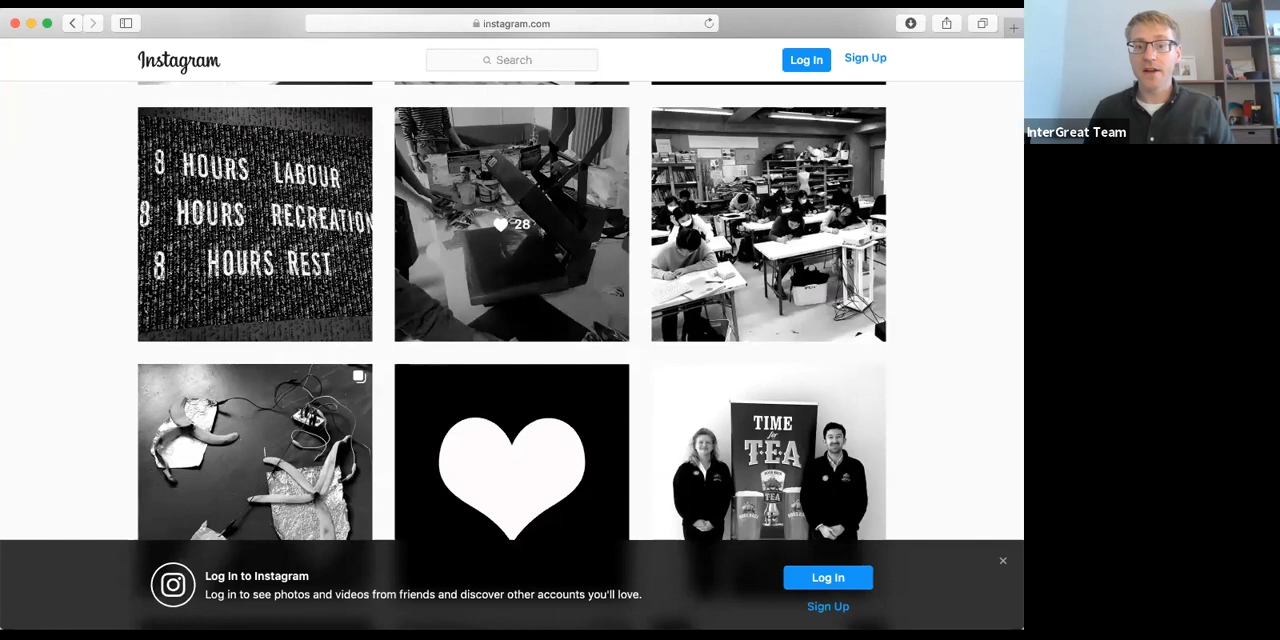 instagram.com
Instagram
Search
Log In
Sign Up
InterGreat Team
8 HOURS LABOUR
8 HOURS RECREATION
8 HOURS REST
28
TIME
for
TEA
TEA
Log In to Instagram
Log in to see photos and videos from friends and discover other accounts you'll love.
Log In
Sign Up